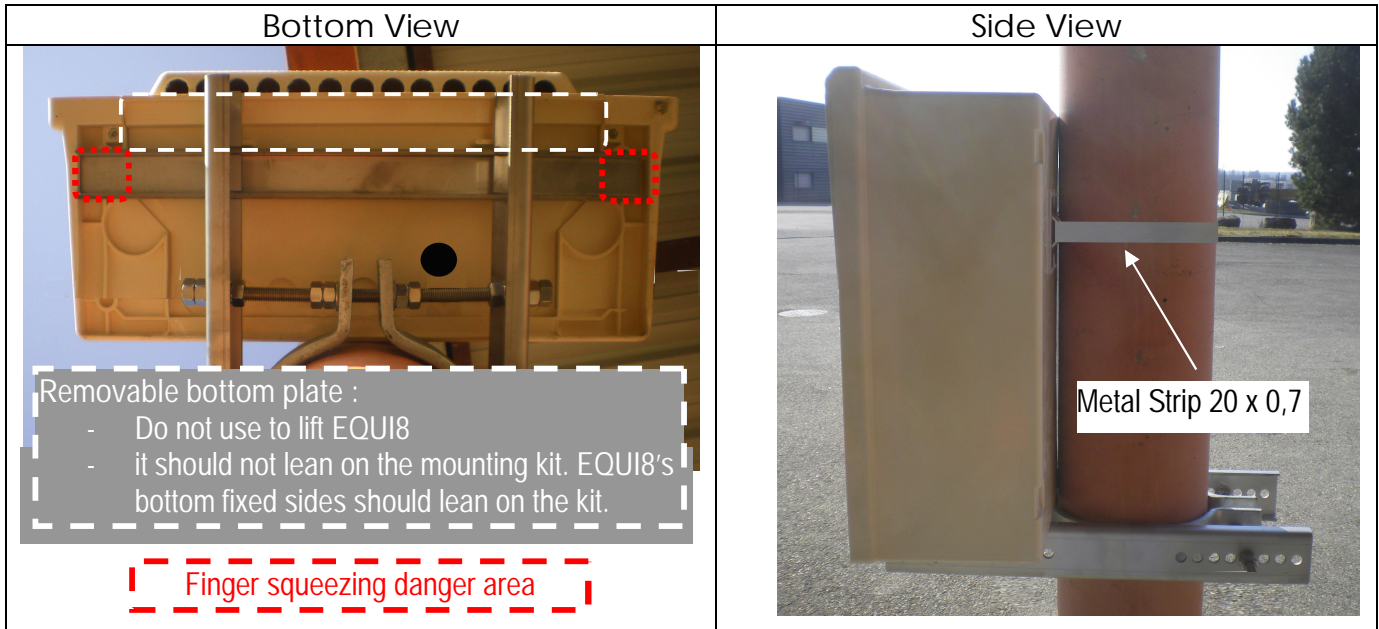 Bottom View
Side View
Removable bottom plate :
- Do not use to lift EQUI8
- it should not lean on the mounting kit. EQUI8's
bottom fixed sides should lean on the kit.
Finger squeezing danger area
Metal Strip 20 x 0,7